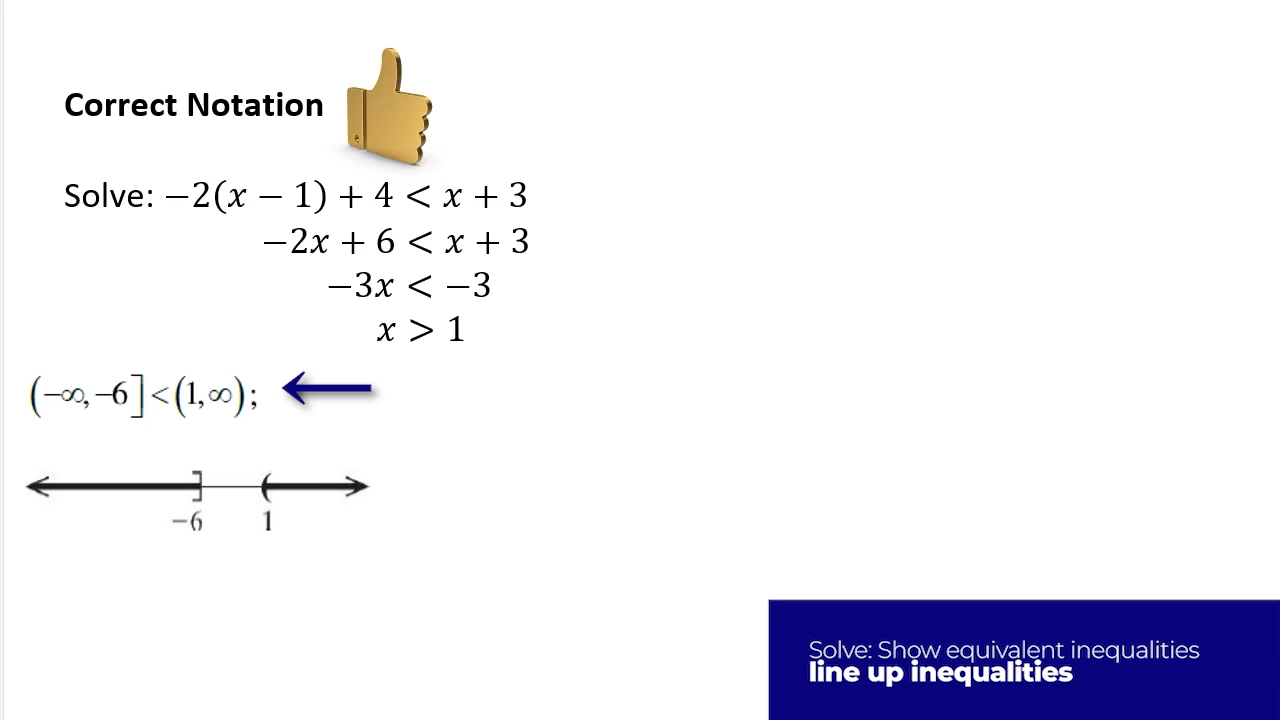 Correct Notation
Solve: −2(x − 1) + 4 < x + 3
−2x + 6 < x + 3
−3x < −3
x > 1
(−∞, −6] < (1, ∞);
−6 1
Solve: Show equivalent inequalities
line up inequalities